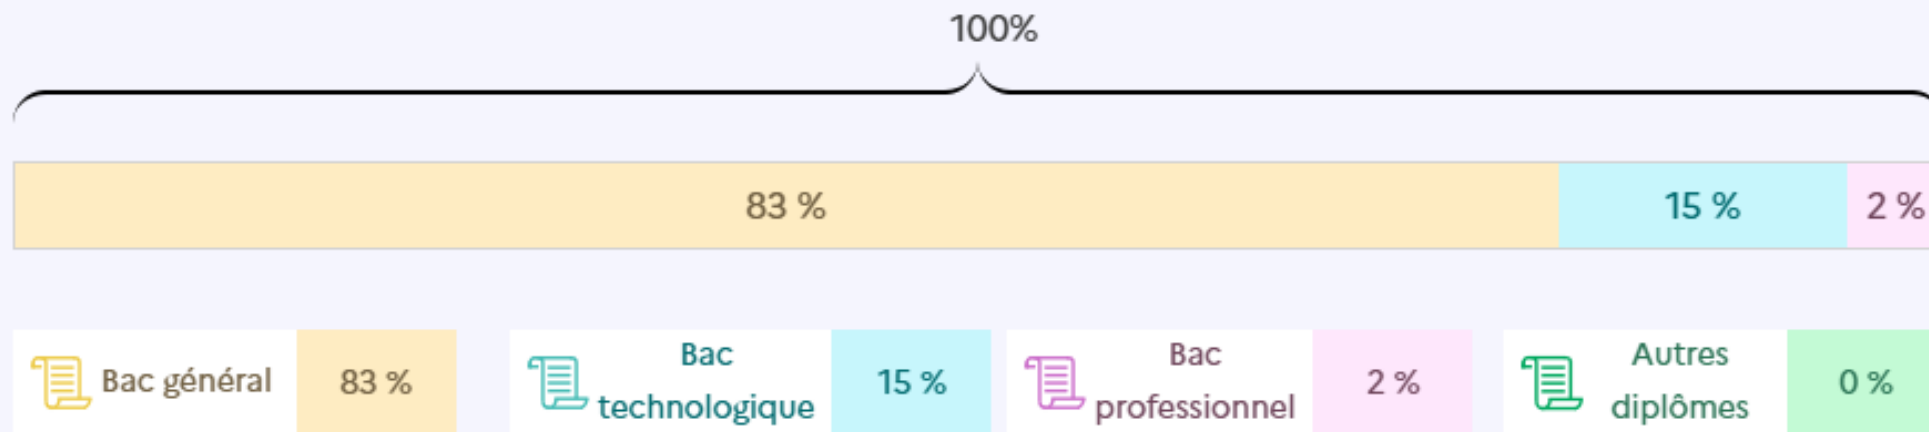 100%
83 %
15 %
2 %
Bac général
83 %
Bac
technologique
15 %
Bac
professionnel
2 %
Autres
diplômes
0 %